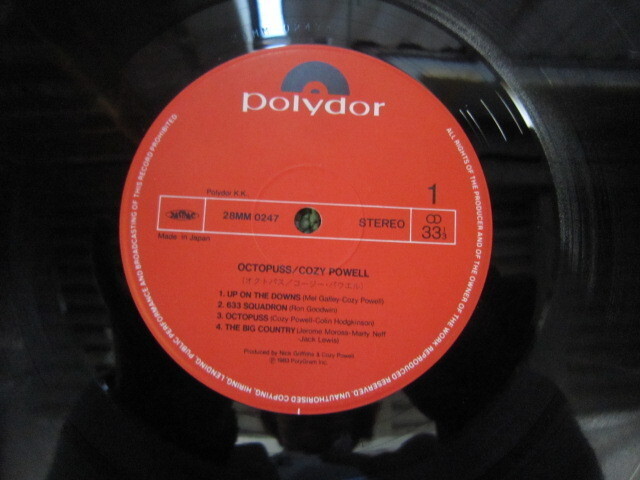 polydor
Polydor K.K.
1
28MM 0247
STEREO
CD
33 1/3
Made in Japan
OCTOPUSS/COZY POWELL
(オクトパス/コージー・パウエル)
1. UP ON THE DOWNS (Mel Galley-Cozy Powell)
2. 633 SQUADRON (Ron Goodwin)
3. OCTOPUSS (Cozy Powell-Colin Hodgkinson)
4. THE BIG COUNTRY (Jerome Moross-Marty Neff
-Jack Lewis)
Produced by Nick Griffiths & Cozy Powell
℗ 1983 PolyGram Inc.
ALL RIGHTS OF THE PRODUCER AND OF THE OWNER OF THE WORK REPRODUCED RESERVED. UNAUTHORISED COPYING, HIRING, LENDING, PUBLIC PERFORMANCE AND BROADCASTING OF THIS RECORD PROHIBITED